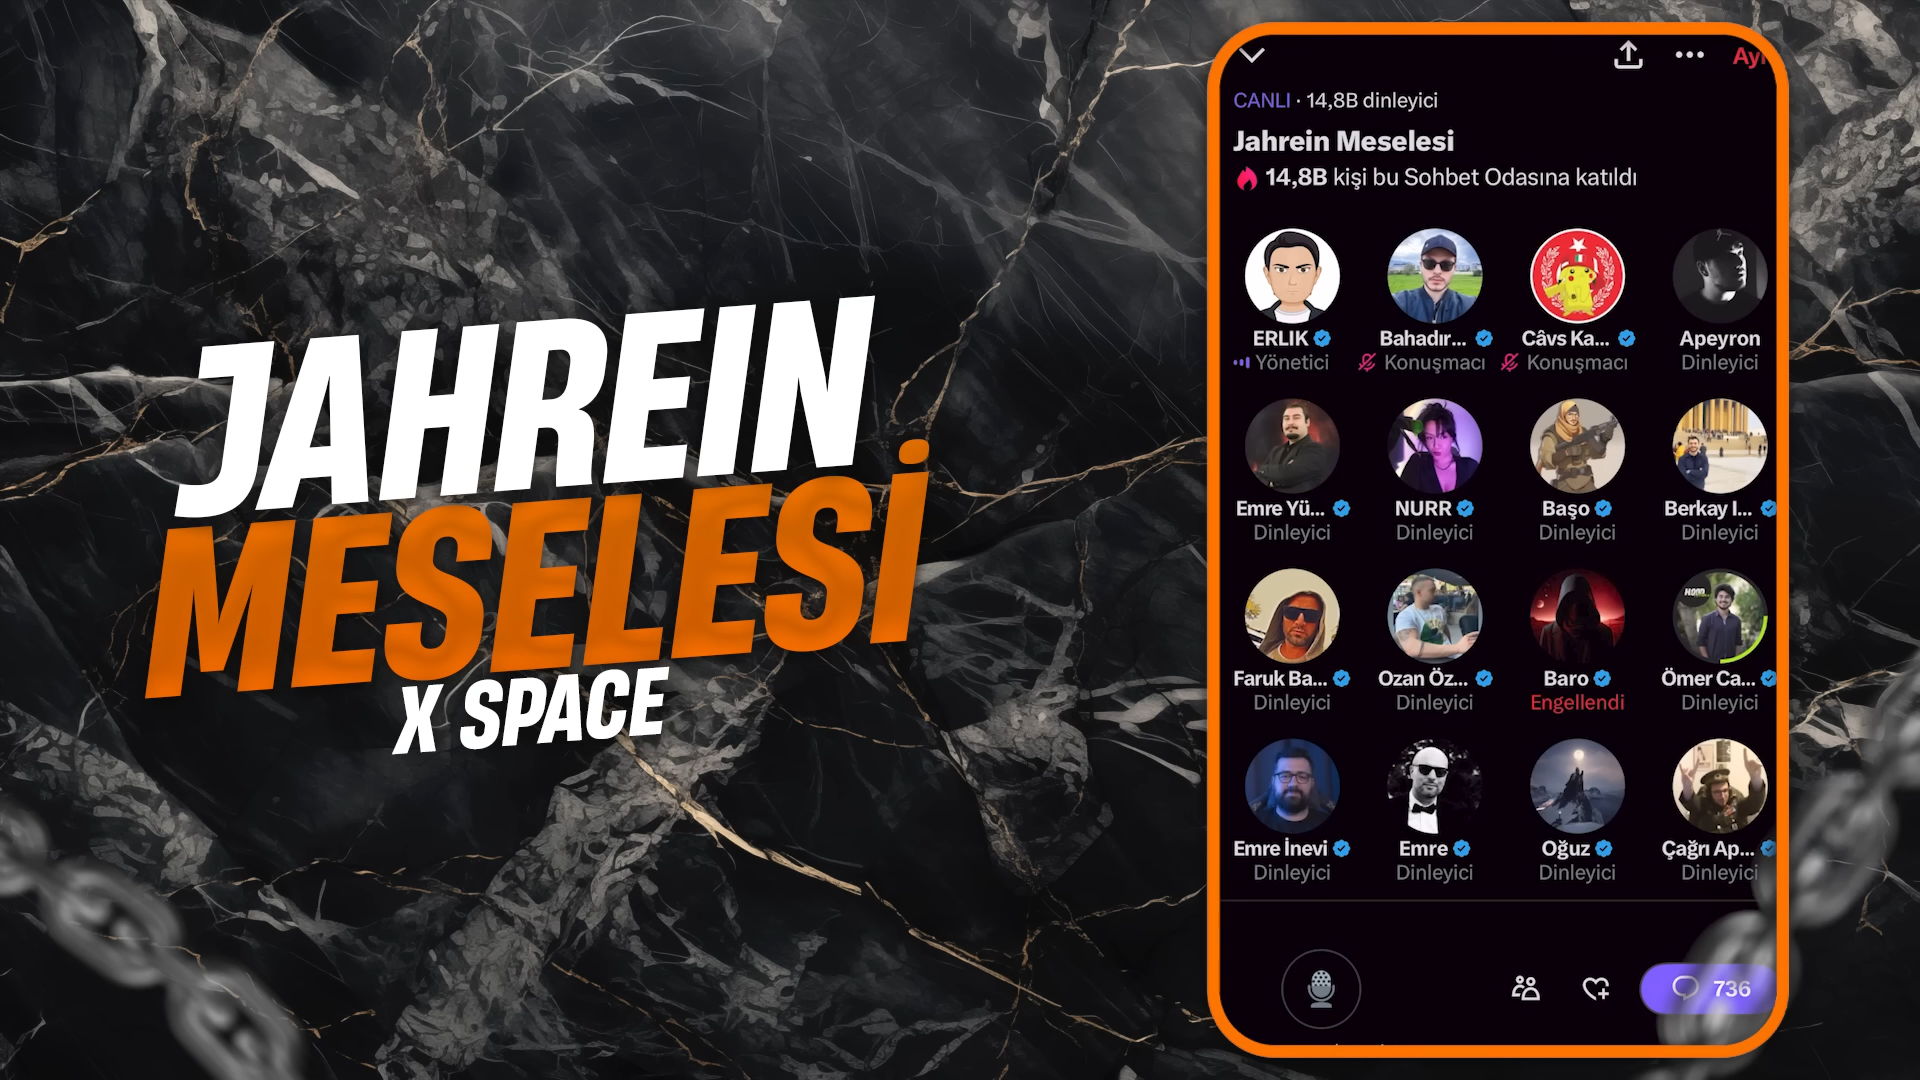 JAHREIN
MESELESİ
X SPACE
CANLI · 14,8B dinleyici
Jahrein Meselesi
14,8B kişi bu Sohbet Odasına katıldı
ERLIK
Yönetici
Bahadır...
Konuşmacı
Câvs Ka...
Konuşmacı
Apeyron
Dinleyici
Emre Yü...
Dinleyici
NURR
Dinleyici
Başo
Dinleyici
Berkay I...
Dinleyici
Faruk Ba...
Dinleyici
Ozan Öz...
Dinleyici
Baro
Engellendi
Ömer Ca...
Dinleyici
Emre İnevi
Dinleyici
Emre
Dinleyici
Oğuz
Dinleyici
Çağrı Ap...
Dinleyici
736